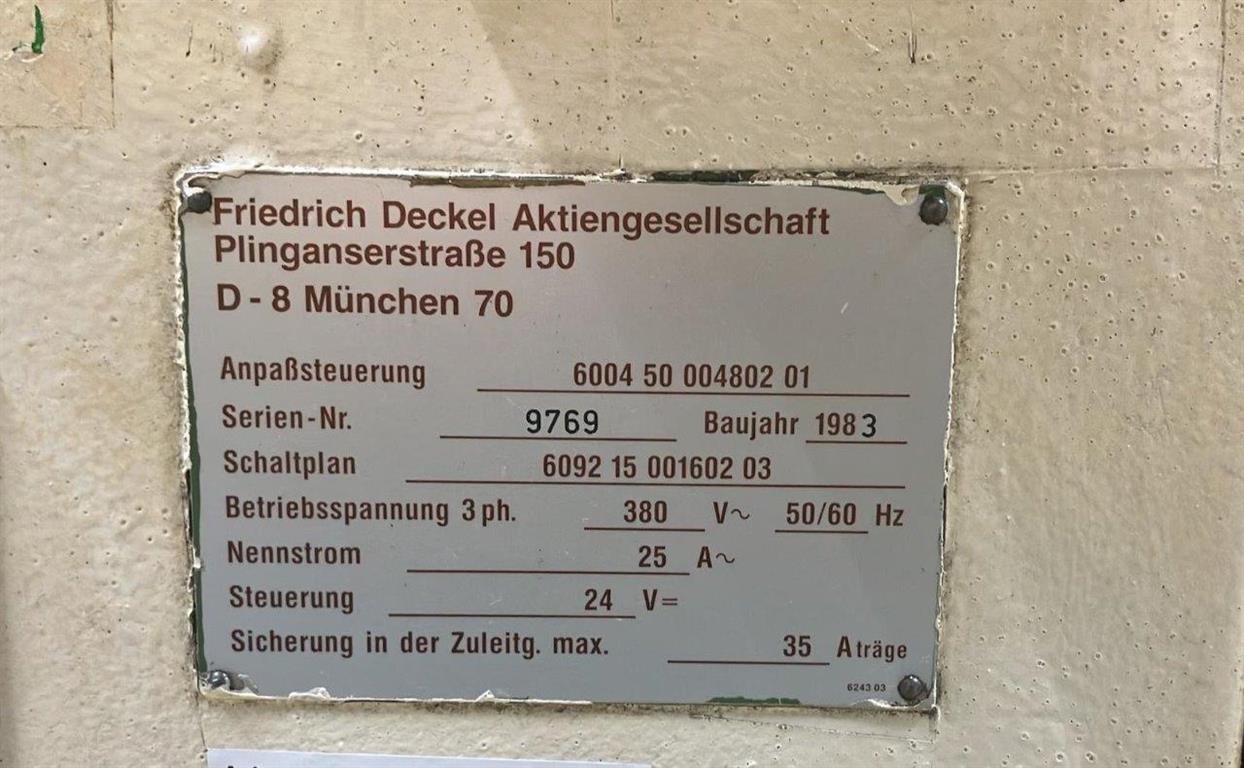 Friedrich Deckel Aktiengesellschaft
Plinganserstraße 150
D - 8 München 70
Anpaßsteuerung 6004 50 004802 01
Serien-Nr. 9769 Baujahr 1983
Schaltplan 6092 15 001602 03
Betriebsspannung 3 ph. 380 V~ 50/60 Hz
Nennstrom 25 A~
Steuerung 24 V=
Sicherung in der Zuleitg. max. 35 A träge
6243 03